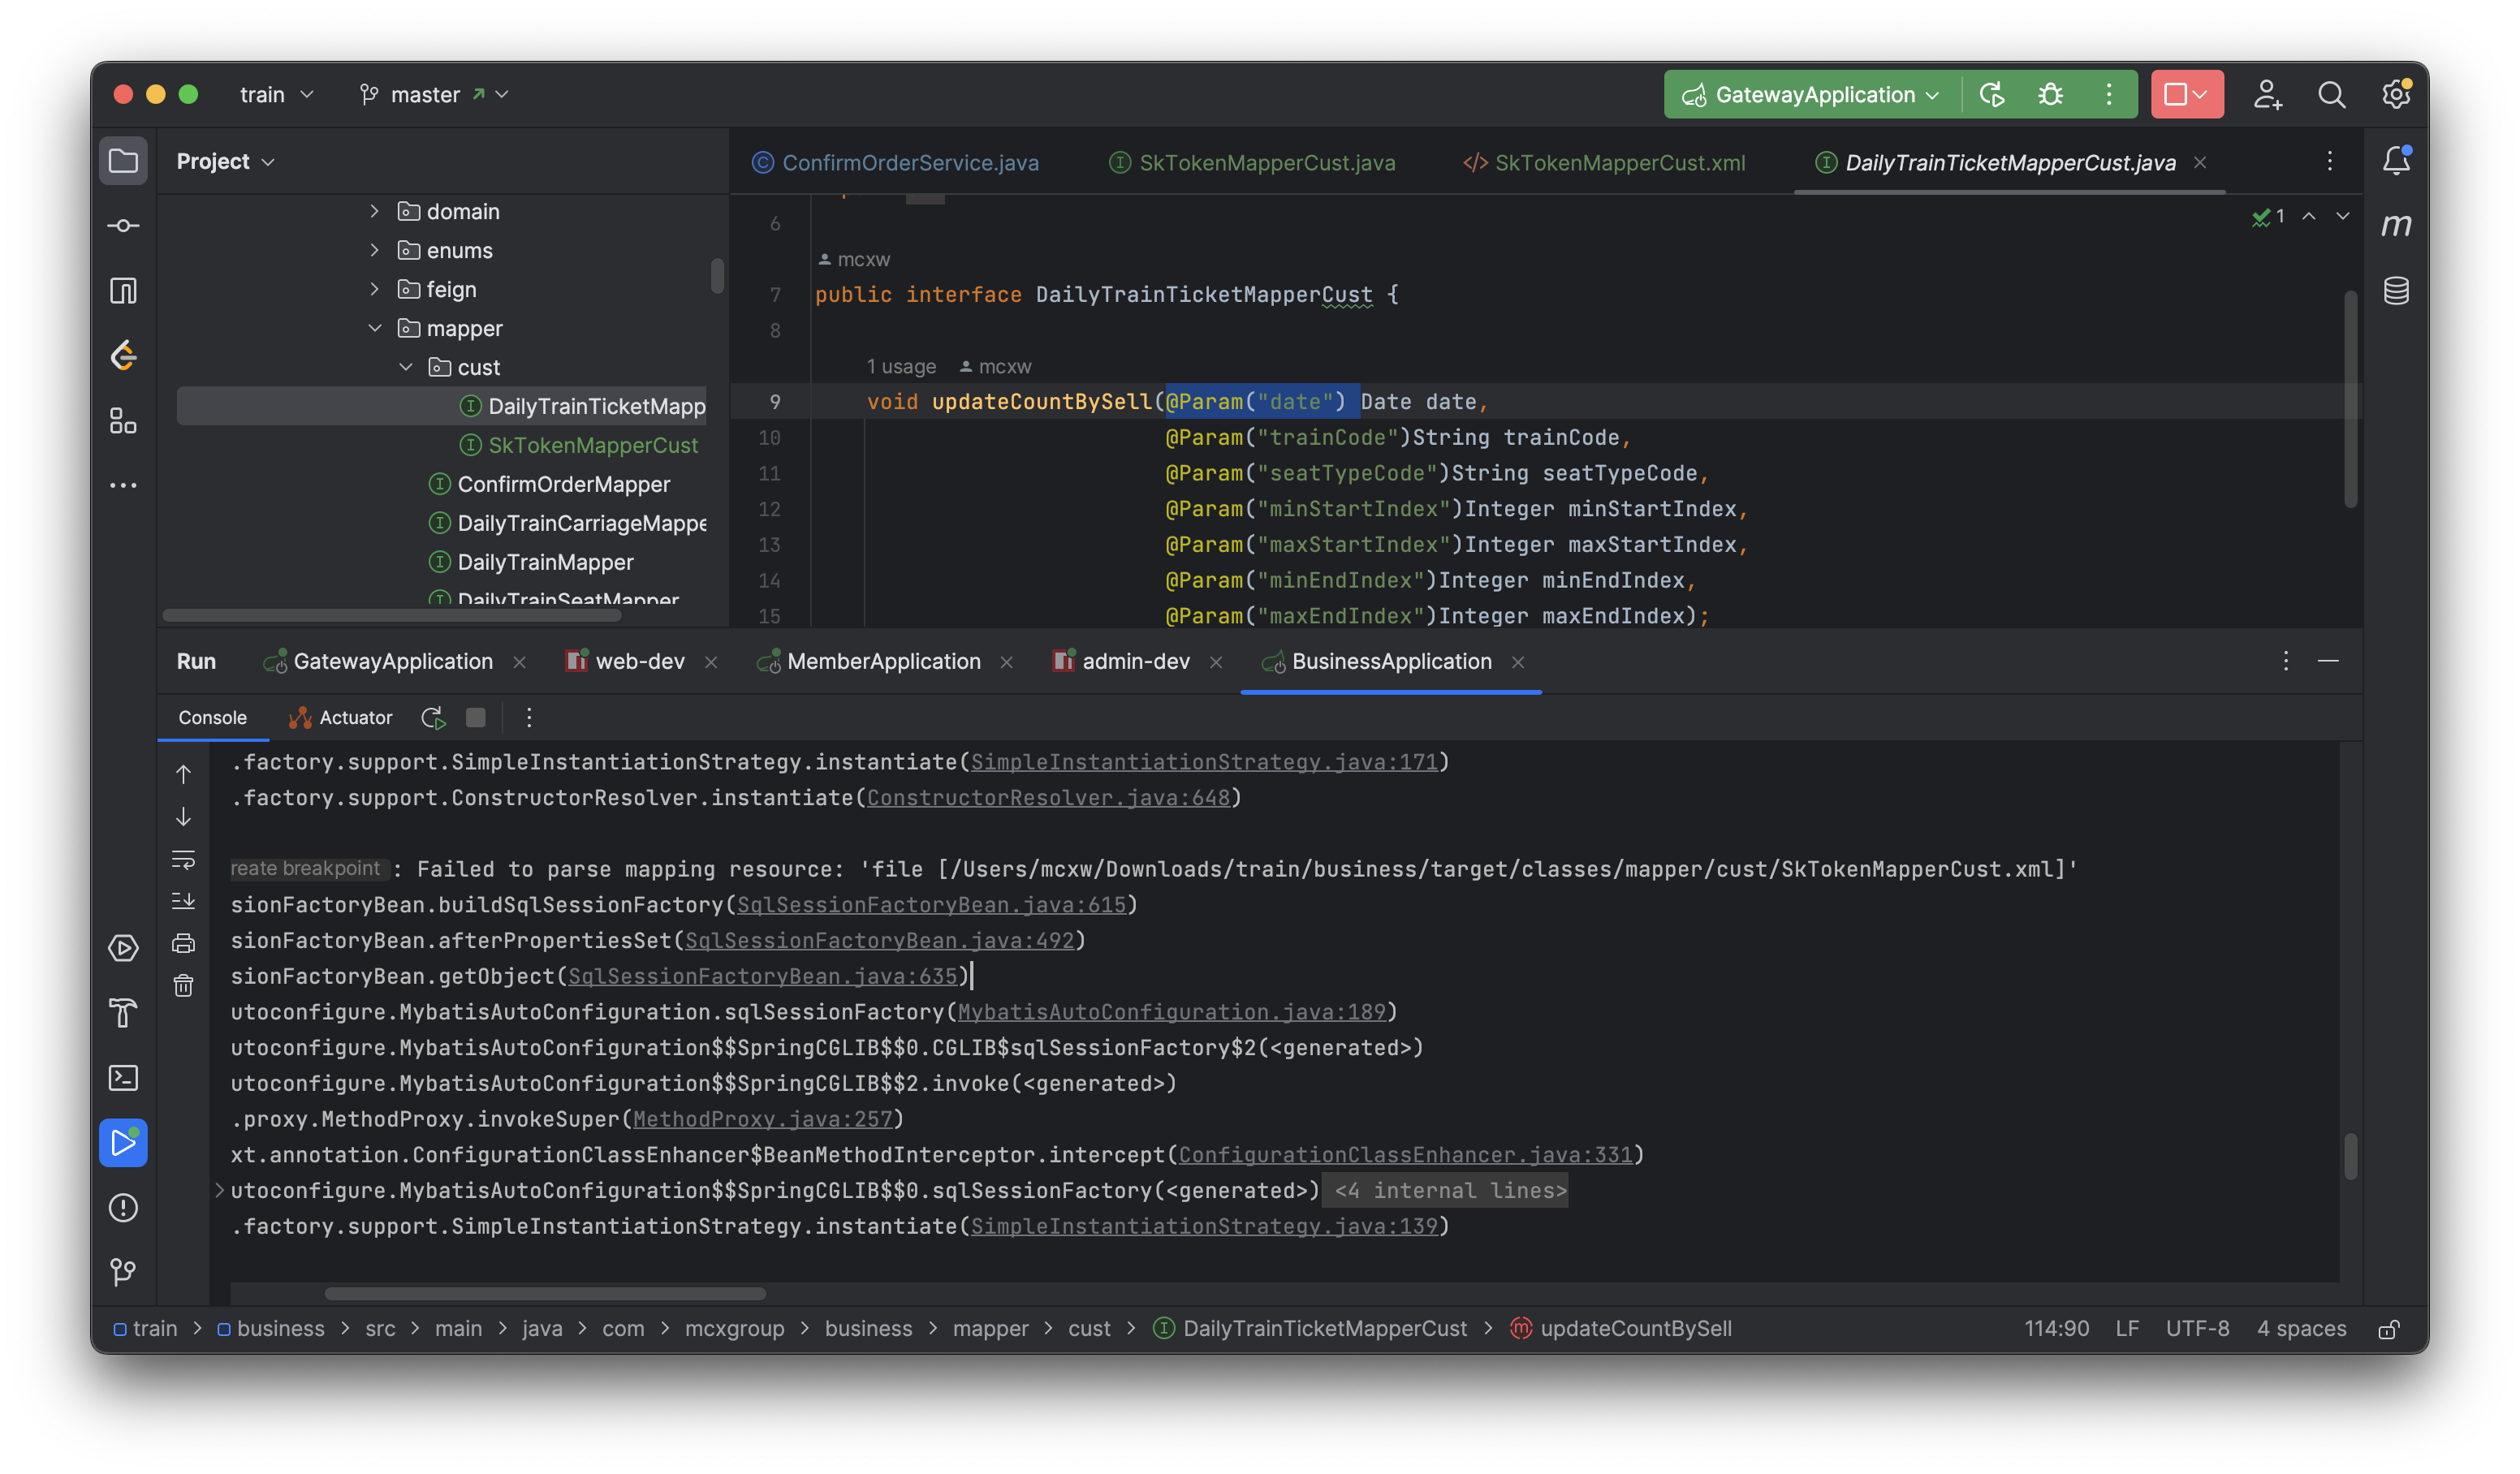 train
master
GatewayApplication
Project
ConfirmOrderService.java
SkTokenMapperCust.java
SkTokenMapperCust.xml
DailyTrainTicketMapperCust.java
domain
enums
feign
mapper
cust
DailyTrainTicketMapp
SkTokenMapperCust
ConfirmOrderMapper
DailyTrainCarriageMappe
DailyTrainMapper
DailyTrainSeatMapper
1
6
mcxw
7 public interface DailyTrainTicketMapperCust {
8
1 usage mcxw
9 void updateCountBySell(@Param("date") Date date,
10 @Param("trainCode")String trainCode,
11 @Param("seatTypeCode")String seatTypeCode,
12 @Param("minStartIndex")Integer minStartIndex,
13 @Param("maxStartIndex")Integer maxStartIndex,
14 @Param("minEndIndex")Integer minEndIndex,
15 @Param("maxEndIndex")Integer maxEndIndex);
m
Run GatewayApplication web-dev MemberApplication admin-dev BusinessApplication
Console Actuator
.factory.support.SimpleInstantiationStrategy.instantiate(SimpleInstantiationStrategy.java:171)
.factory.support.ConstructorResolver.instantiate(ConstructorResolver.java:648)
reate breakpoint : Failed to parse mapping resource: 'file [/Users/mcxw/Downloads/train/business/target/classes/mapper/cust/SkTokenMapperCust.xml]'
sionFactoryBean.buildSqlSessionFactory(SqlSessionFactoryBean.java:615)
sionFactoryBean.afterPropertiesSet(SqlSessionFactoryBean.java:492)
sionFactoryBean.getObject(SqlSessionFactoryBean.java:635)
utoconfigure.MybatisAutoConfiguration.sqlSessionFactory(MybatisAutoConfiguration.java:189)
utoconfigure.MybatisAutoConfiguration$$SpringCGLIB$$0.CGLIB$sqlSessionFactory$2(<generated>)
utoconfigure.MybatisAutoConfiguration$$SpringCGLIB$$2.invoke(<generated>)
.proxy.MethodProxy.invokeSuper(MethodProxy.java:257)
xt.annotation.ConfigurationClassEnhancer$BeanMethodInterceptor.intercept(ConfigurationClassEnhancer.java:331)
utoconfigure.MybatisAutoConfiguration$$SpringCGLIB$$0.sqlSessionFactory(<generated>) <4 internal lines>
.factory.support.SimpleInstantiationStrategy.instantiate(SimpleInstantiationStrategy.java:139)
train > business > src > main > java > com > mcxgroup > business > mapper > cust > DailyTrainTicketMapperCust > updateCountBySell 114:90 LF UTF-8 4 spaces